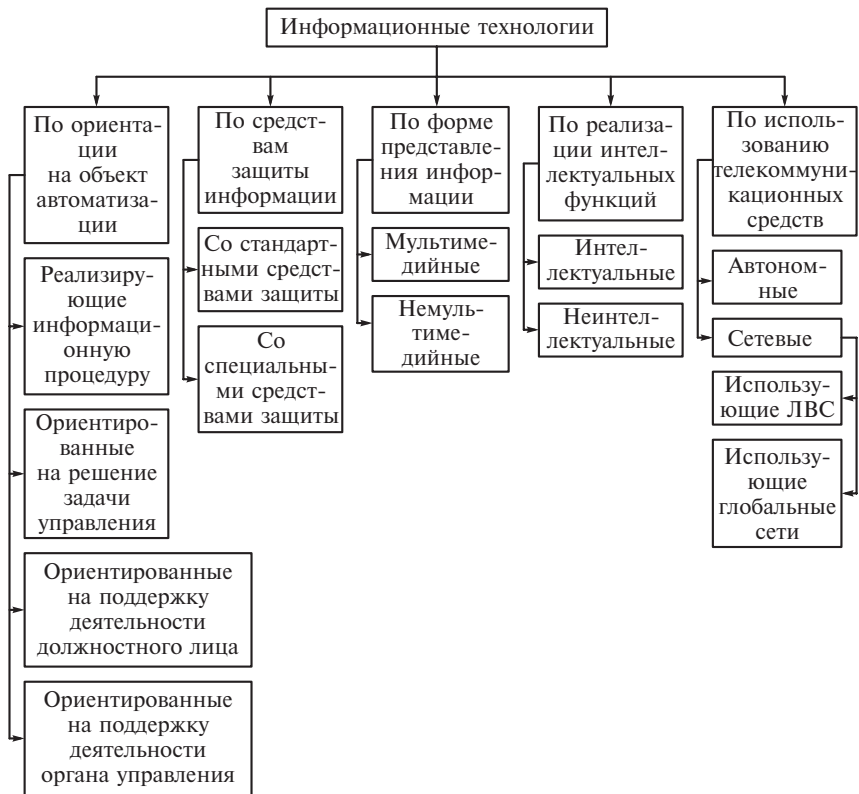 Информационные технологии
По ориента-
ции
на объект
автоматиза-
ции
Реализиру-
ющие
информаци-
онную
процедуру
Ориентиро-
ванные
на решение
задачи
управления
Ориентированные
на поддержку
деятельности
должностного лица
Ориентированные
на поддержку
деятельности
органа управления
По средст-
вам
защиты
информации
Со стандарт-
ными средст-
вами защиты
Со
специальны-
ми средст-
вами защиты
По форме
представле-
ния инфор-
мации
Мультиме-
дийные
Немуль-
тиме-
дийные
По реализа-
ции интел-
лектуальных
функций
Интел-
лектуальные
Неинтел-
лектуальные
По исполь-
зованию
телекоммуни-
кационных
средств
Автоном-
ные
Сетевые
Использу-
ющие ЛВС
Использу-
ющие
глобальные
сети